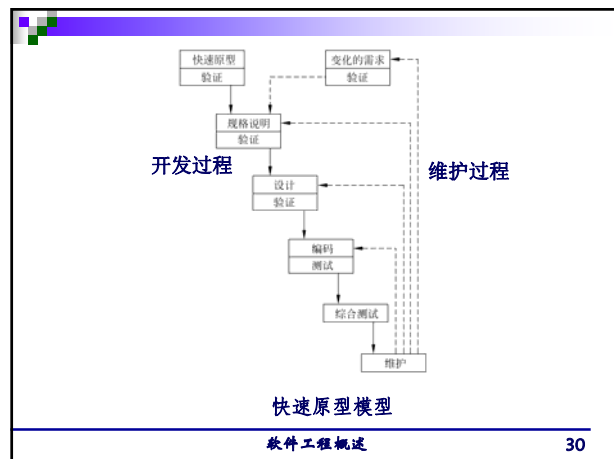 快速原型
验证
变化的需求
验证
规格说明
验证
开发过程
维护过程
设计
验证
编码
测试
综合测试
维护
快速原型模型
软件工程概述
30